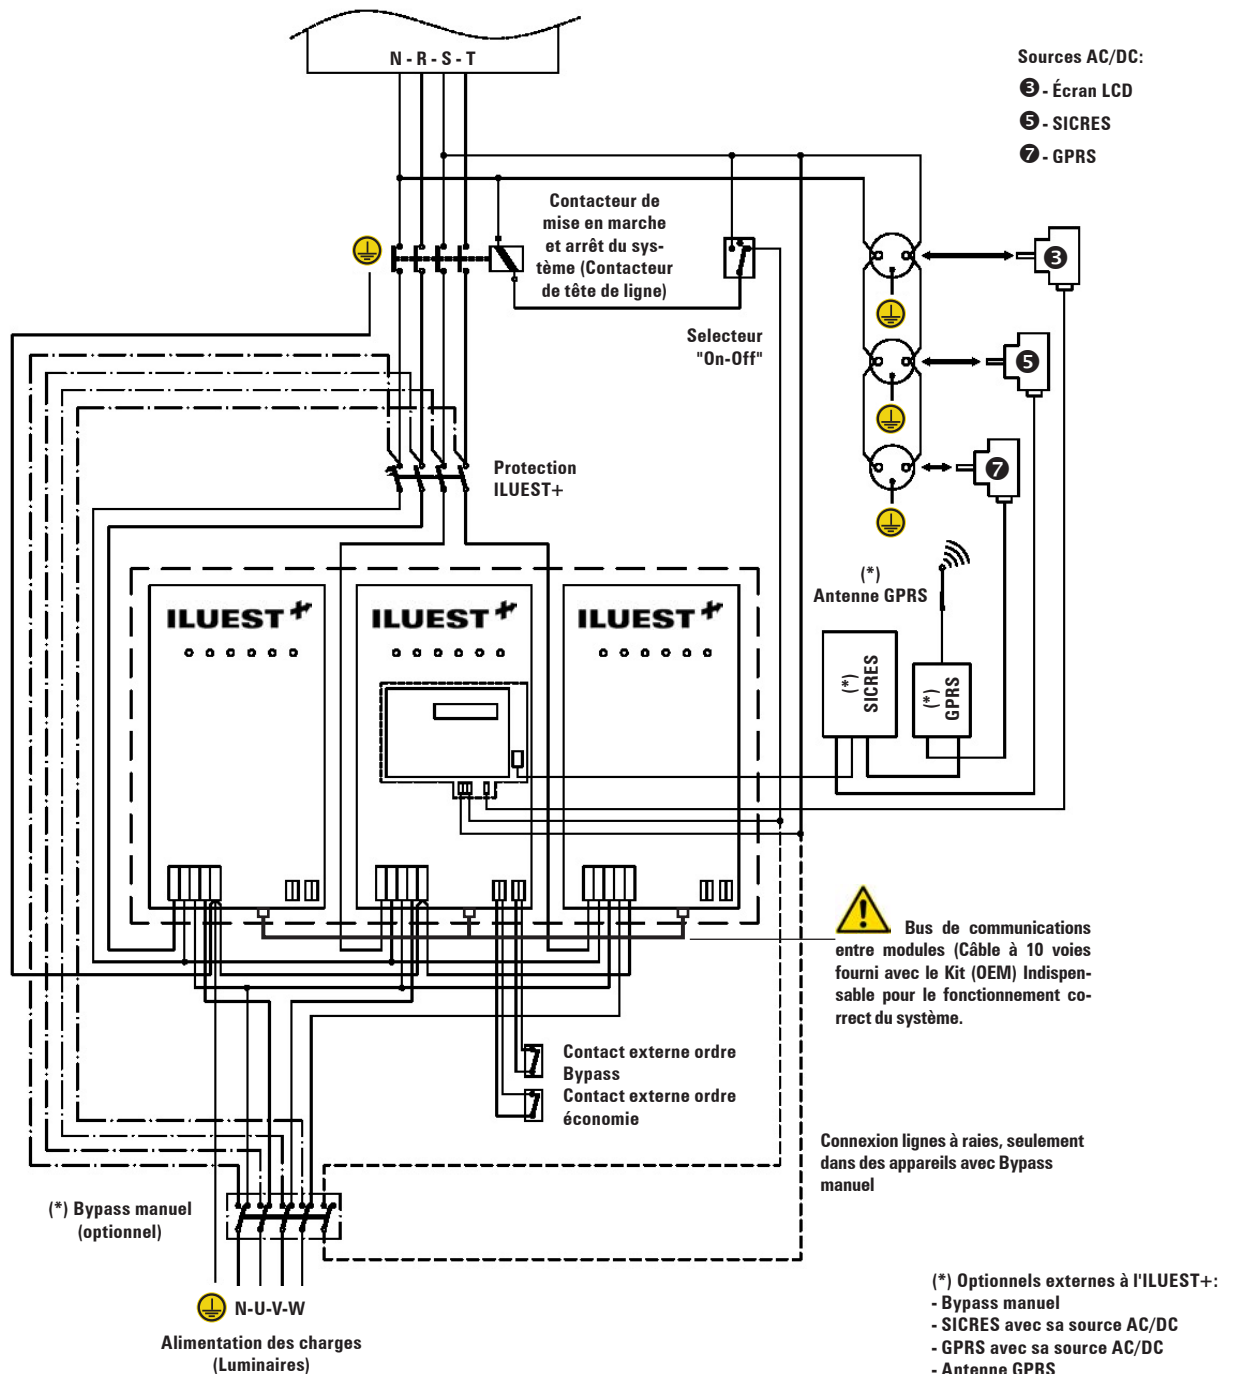 N - R - S - T
Sources AC/DC:
❸ - Écran LCD
❺ - SICRES
❼ - GPRS
Contacteur de
mise en marche
et arrêt du sys-
tème (Contacteur
de tête de ligne)
❸
Selecteur
"On-Off"
❺
Protection
ILUEST+
❼
(*)
Antenne GPRS
ILUEST+
ILUEST+
ILUEST+
(*)
SICRES
(*)
GPRS
Bus de communications
entre modules (Câble à 10 voies
fourni avec le Kit (OEM) Indispen-
sable pour le fonctionnement co-
rrect du système.
Contact externe ordre
Bypass
Contact externe ordre
économie
Connexion lignes à raies, seulement
dans des appareils avec Bypass
manuel
(*) Bypass manuel
(optionnel)
N-U-V-W
Alimentation des charges
(Luminaires)
(*) Optionnels externes à l'ILUEST+:
- Bypass manuel
- SICRES avec sa source AC/DC
- GPRS avec sa source AC/DC
- Antenne GPRS